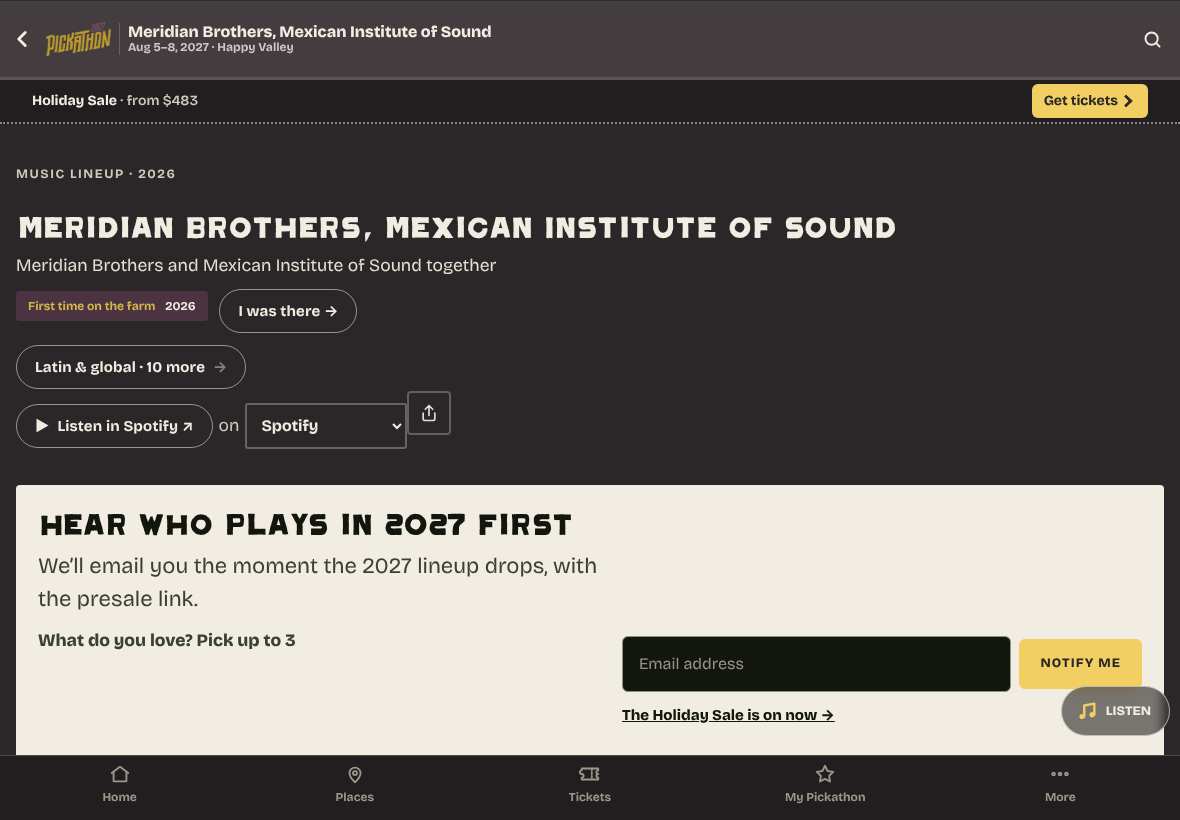 PICKATHON
Meridian Brothers, Mexican Institute of Sound
Aug 5–8, 2027 · Happy Valley
Holiday Sale · from $483
Get tickets
MUSIC LINEUP · 2026
MERIDIAN BROTHERS, MEXICAN INSTITUTE OF SOUND
Meridian Brothers and Mexican Institute of Sound together
First time on the farm 2026
I was there →
Latin & global · 10 more →
Listen in Spotify ↗ on Spotify
HEAR WHO PLAYS IN 2027 FIRST
We'll email you the moment the 2027 lineup drops, with
the presale link.
What do you love? Pick up to 3
Email address
NOTIFY ME
The Holiday Sale is on now →
LISTEN
Home
Places
Tickets
My Pickathon
More